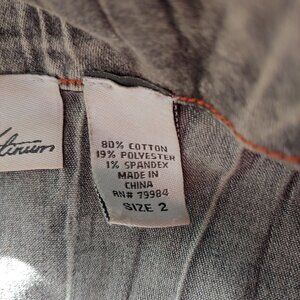 80% COTTON
19% POLYESTER
1% SPANDEX
MADE IN
CHINA
RN# 79984
SIZE 2